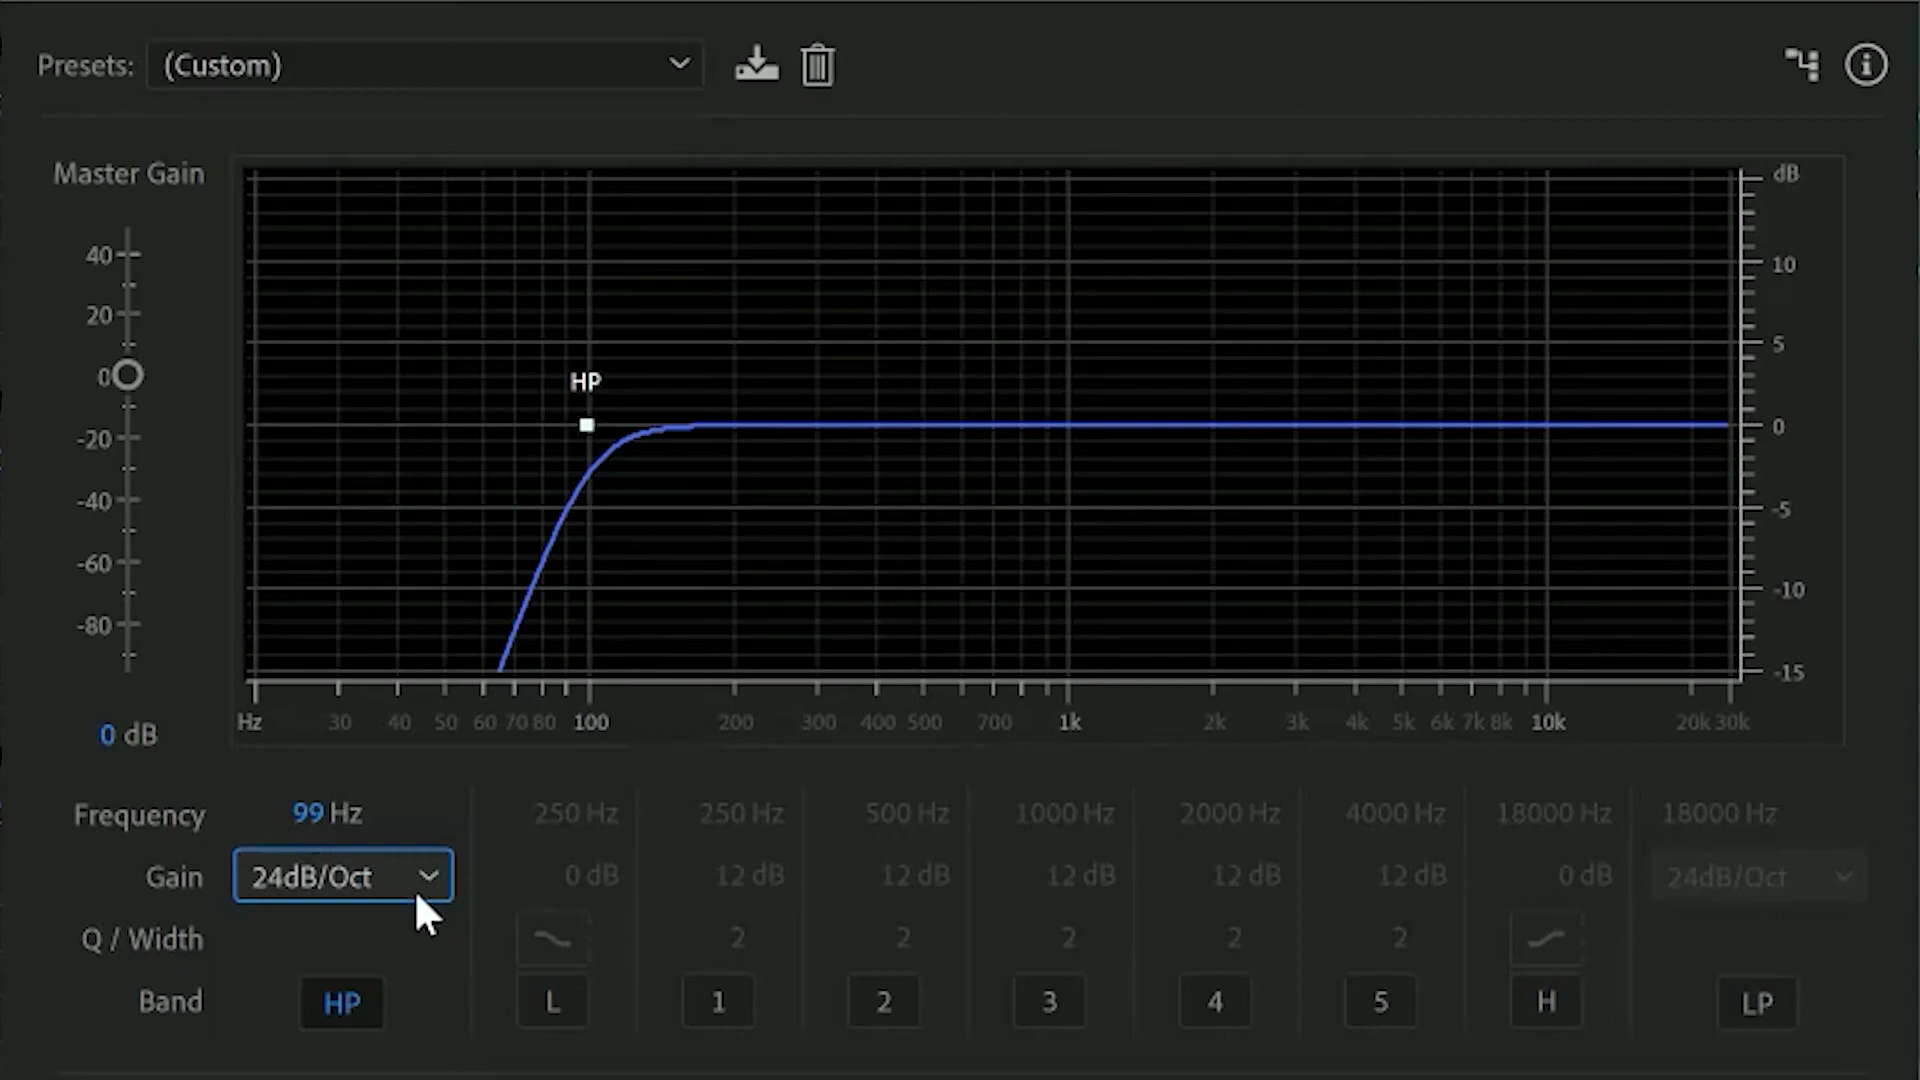 Presets: (Custom)
Master Gain
dB
40
20
0
-20
-40
-60
-80
0 dB
HP
10
5
0
-5
-10
-15
Hz 30 40 50 60 70 80 100 200 300 400 500 700 1k 2k 3k 4k 5k 6k 7k 8k 10k 20k 30k
Frequency 99 Hz 250 Hz 250 Hz 500 Hz 1000 Hz 2000 Hz 4000 Hz 18000 Hz 18000 Hz
Gain 24dB/Oct 0 dB 12 dB 12 dB 12 dB 12 dB 12 dB 0 dB 24dB/Oct
Q / Width 2 2 2 2 2
Band HP L 1 2 3 4 5 H LP